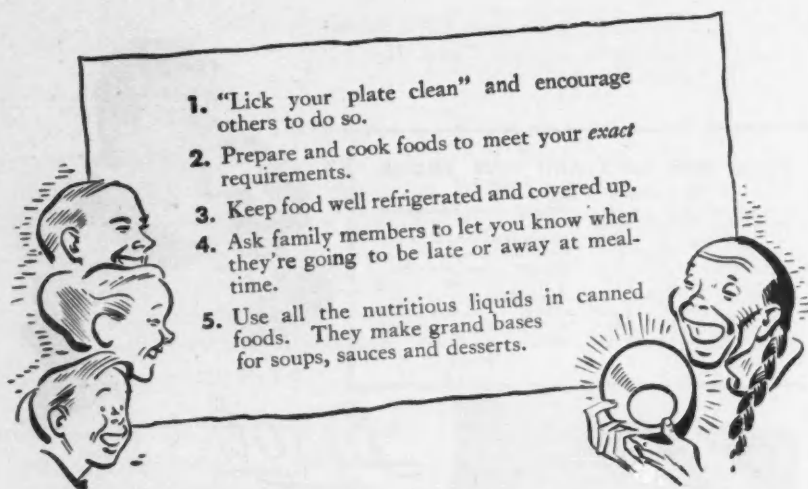 1. "Lick your plate clean" and encourage
others to do so.
2. Prepare and cook foods to meet your exact
requirements.
3. Keep food well refrigerated and covered up.
4. Ask family members to let you know when
they're going to be late or away at meal-
time.
5. Use all the nutritious liquids in canned
foods. They make grand bases
for soups, sauces and desserts.